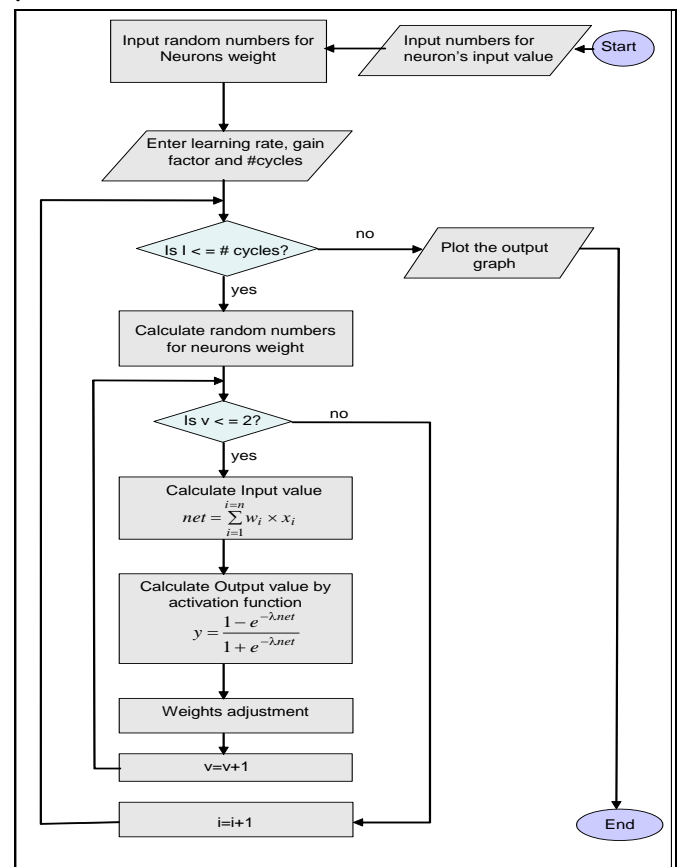 Start
Input numbers for
neuron's input value
Input random numbers for
Neurons weight
Enter learning rate, gain
factor and #cycles
Is I < = # cycles?
no
Plot the output
graph
yes
Calculate random numbers
for neurons weight
Is v < = 2?
no
yes
Calculate Input value
net = \sum_{i=1}^{i=n} w_i × x_i
Calculate Output value by
activation function
y = \frac{1 - e^{-λnet}}{1 + e^{-λnet}}
Weights adjustment
v=v+1
i=i+1
End